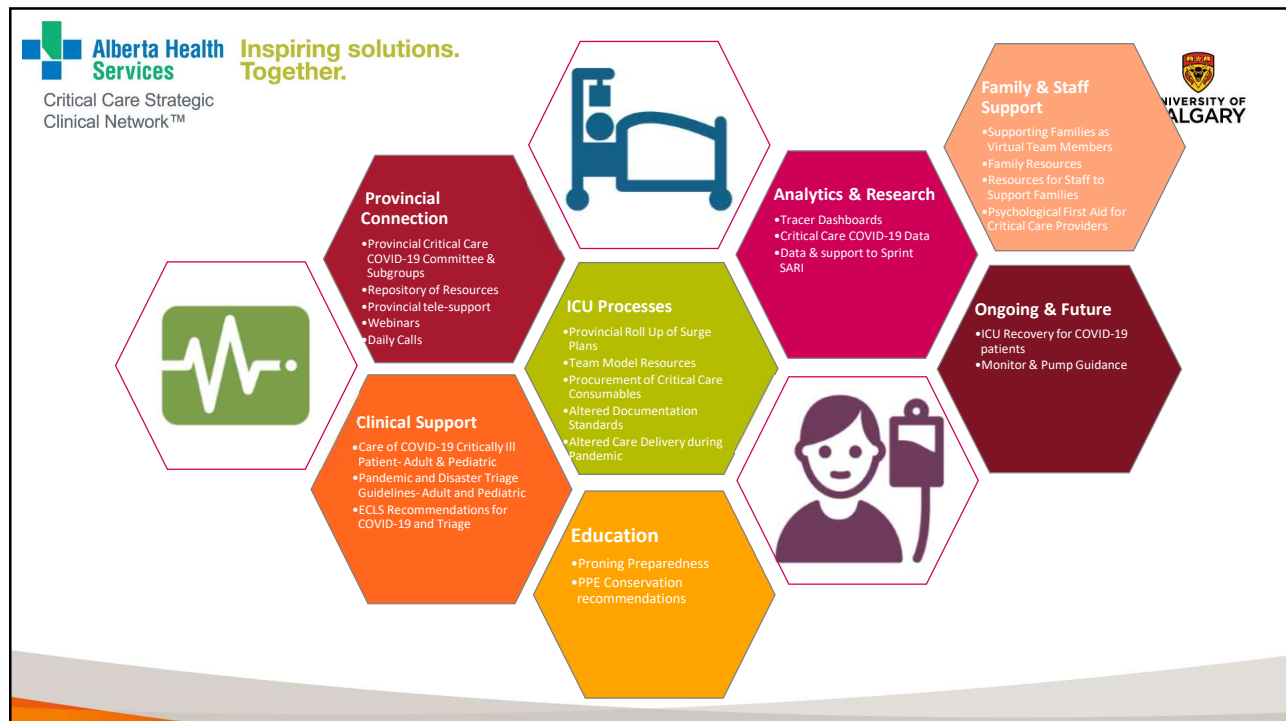 Alberta Health
Services
Inspiring solutions.
Together.
Critical Care Strategic
Clinical Network™
Provincial
Connection
•Provincial Critical Care
COVID-19 Committee &
Subgroups
•Repository of Resources
•Provincial tele-support
•Webinars
•Daily Calls
Clinical Support
•Care of COVID-19 Critically Ill
Patient- Adult & Pediatric
•Pandemic and Disaster Triage
Guidelines- Adult and Pediatric
•ECLS Recommendations for
COVID-19 and Triage
ICU Processes
•Provincial Roll Up of Surge
Plans
•Team Model Resources
•Procurement of Critical Care
Consumables
•Altered Documentation
Standards
•Altered Care Delivery during
Pandemic
Education
•Proning Preparedness
•PPE Conservation
recommendations
Analytics & Research
•Tracer Dashboards
•Critical Care COVID-19 Data
•Data & support to Sprint
SARI
Family & Staff
Support
•Supporting Families as
Virtual Team Members
•Family Resources
•Resources for Staff to
Support Families
•Psychological First Aid for
Critical Care Providers
NIVERSITY OF
ALGARY
Ongoing & Future
•ICU Recovery for COVID-19
patients
•Monitor & Pump Guidance